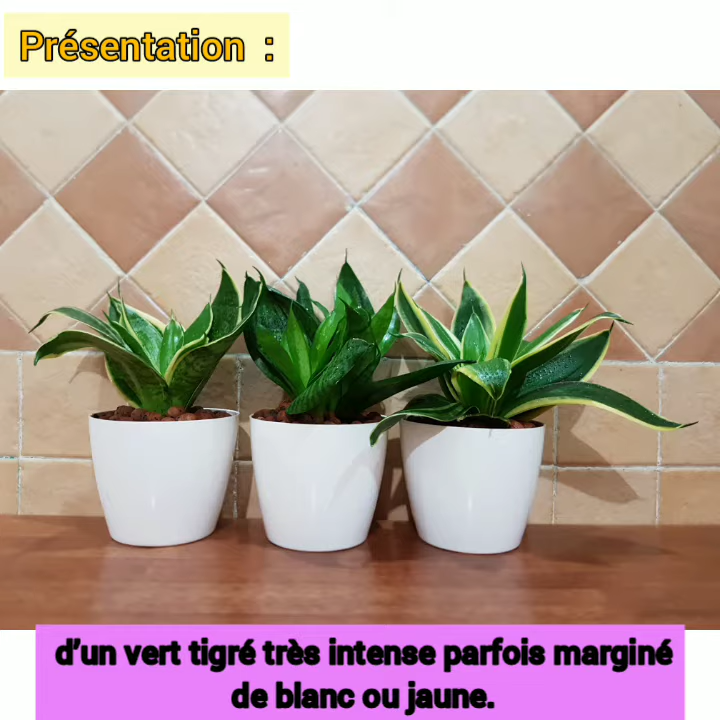 Présentation :
d’un vert tigré très intense parfois marginé
de blanc ou jaune.